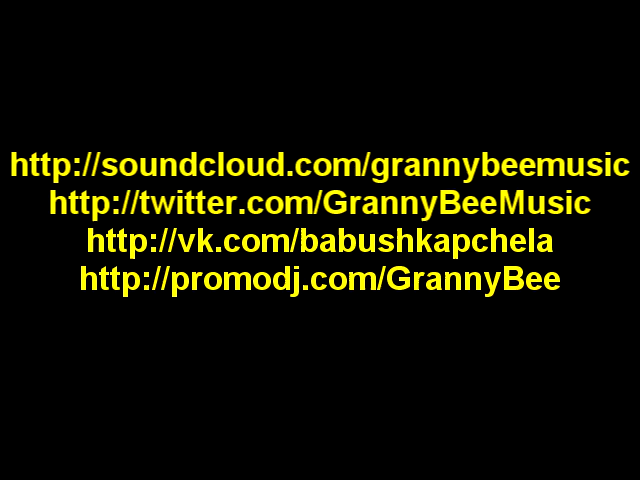 http://soundcloud.com/grannybeemusic
http://twitter.com/GrannyBeeMusic
http://vk.com/babushkapchela
http://promodj.com/GrannyBee